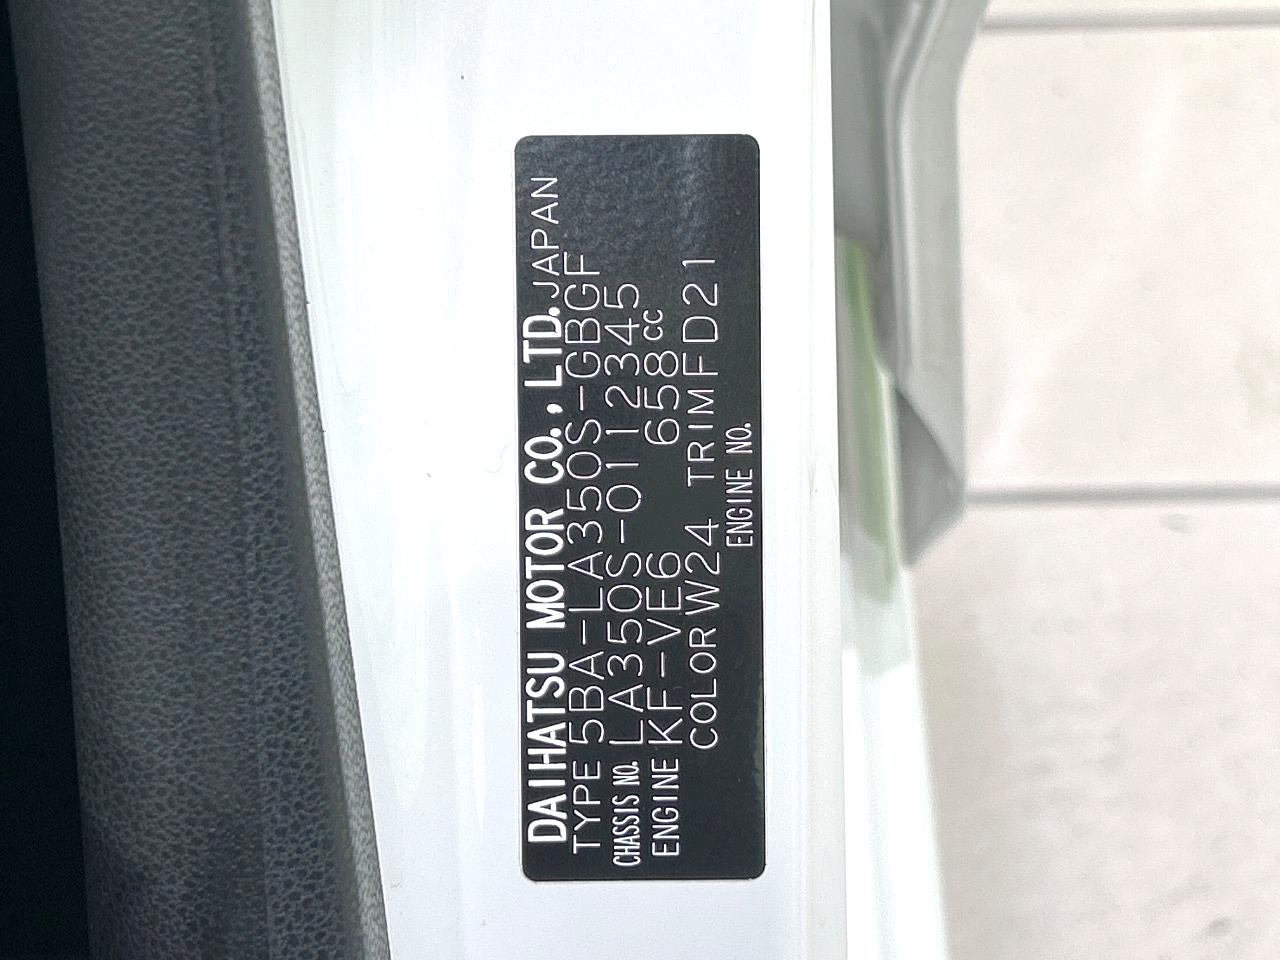 DAIHATSU MOTOR CO., LTD. JAPAN
TYPE 5BA-LA350S-GBGF
CHASSIS NO. LA350S-0112345
ENGINE KF-VE6 658cc
COLOR W24 TRIM FD21
ENGINE NO.